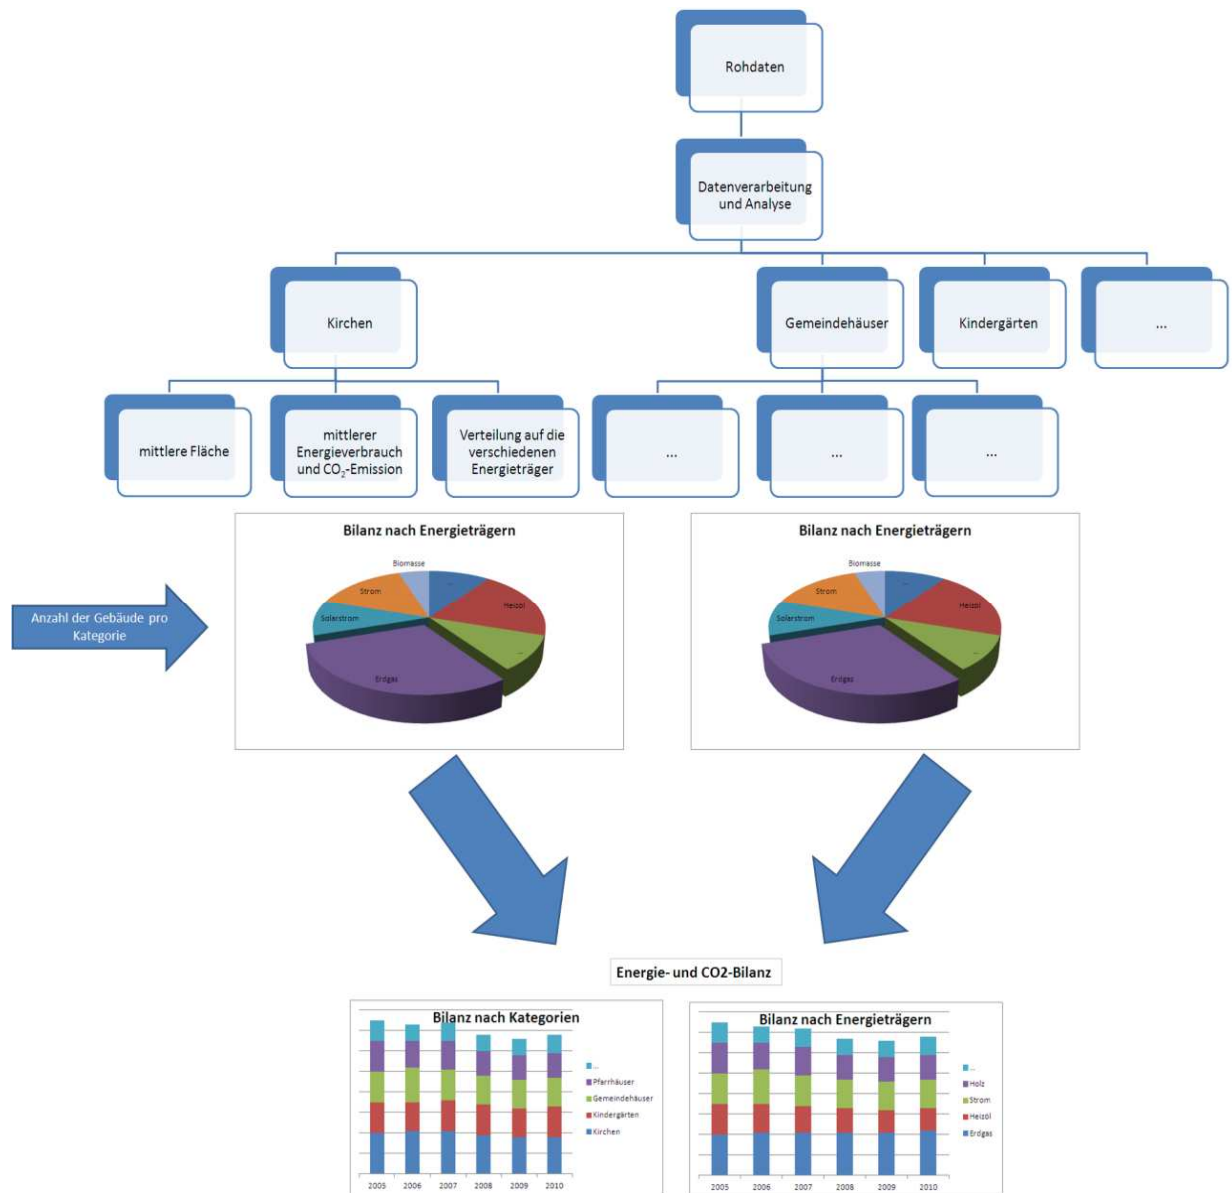 Rohdaten
Datenverarbeitung
und Analyse
Kirchen
Gemeindehäuser
Kindergärten
...
mittlere Fläche
mittlerer
Energieverbrauch
und CO₂-Emission
Verteilung auf die
verschiedenen
Energieträger
...
...
...
Anzahl der Gebäude pro
Kategorie
Bilanz nach Energieträgern
Biomasse
...
Strom
Heizöl
Solarstrom
...
Erdgas
Bilanz nach Energieträgern
Biomasse
...
Strom
Heizöl
Solarstrom
...
Erdgas
Energie- und CO2-Bilanz
Bilanz nach Kategorien
...
Pfarrhäuser
Gemeindehäuser
Kindergärten
Kirchen
2005 2006 2007 2008 2009 2010
Bilanz nach Energieträgern
...
Holz
Strom
Heizöl
Erdgas
2005 2006 2007 2008 2009 2010